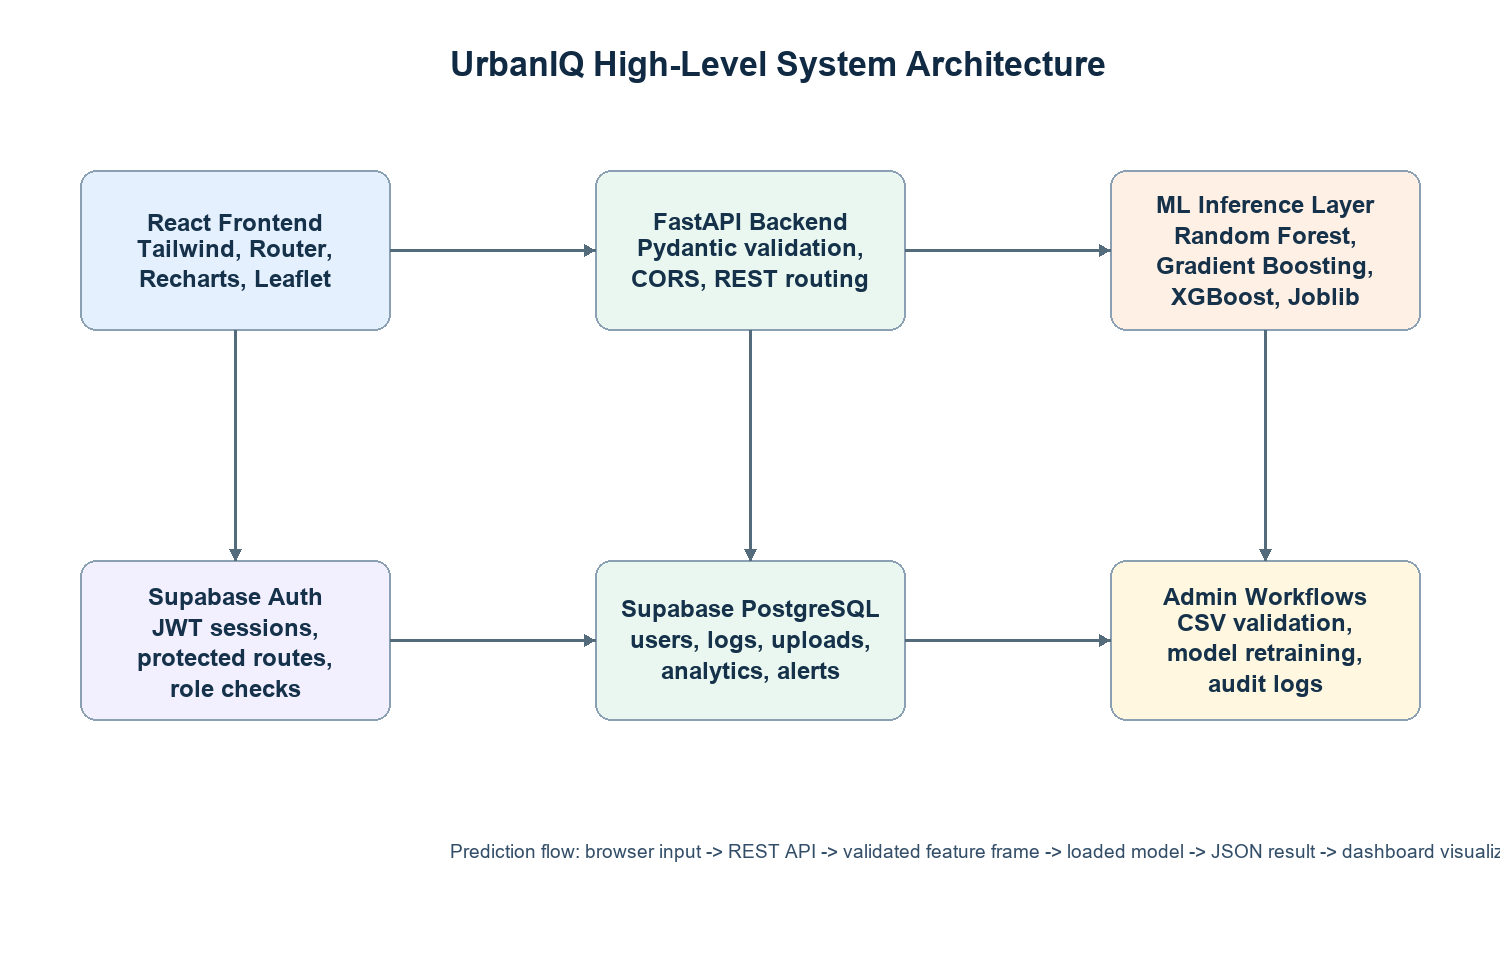 UrbanIQ High-Level System Architecture
React Frontend
Tailwind, Router,
Recharts, Leaflet
FastAPI Backend
Pydantic validation,
CORS, REST routing
ML Inference Layer
Random Forest,
Gradient Boosting,
XGBoost, Joblib
Supabase Auth
JWT sessions,
protected routes,
role checks
Supabase PostgreSQL
users, logs, uploads,
analytics, alerts
Admin Workflows
CSV validation,
model retraining,
audit logs
Prediction flow: browser input -> REST API -> validated feature frame -> loaded model -> JSON result -> dashboard